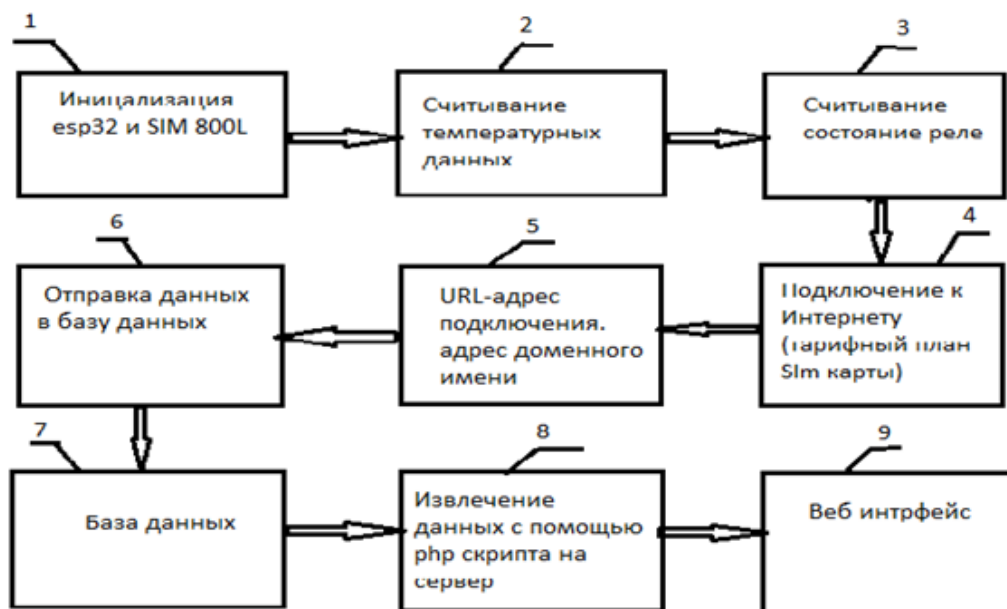 1
Иницализация
esp32 и SIM 800L
2
Считывание
температурных
данных
3
Считывание
состояние реле
4
Подключение к
Интернету
(тарифный план
SIm карты)
5
URL-адрес
подключения.
адрес доменного
имени
6
Отправка данных
в базу данных
7
База данных
8
Извлечение
данных с помощью
php скрипта на
сервер
9
Веб интрфейс